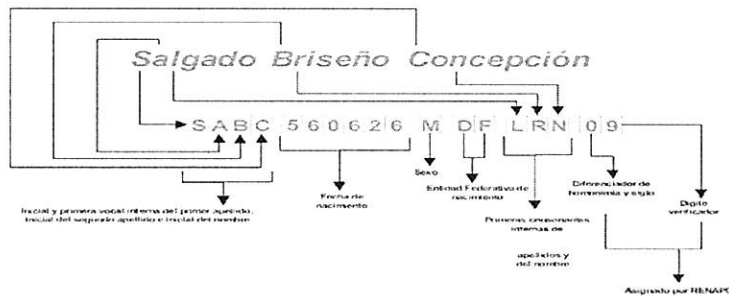 Salgado Briseño Concepción
S A B C 5 6 0 6 2 6 M D F L R N 0 9
Sexo
Fecha de
nacimiento
Entidad Federativa de
nacimiento
Diferenciador de
homonimia y siglo
Digito
verificador
Inicial y primera vocal interna del primer apellido,
Inicial del segundo apellido e inicial del nombre
Primeras consonantes
internas de
apellidos y
del nombre
Asignado por RENAPO